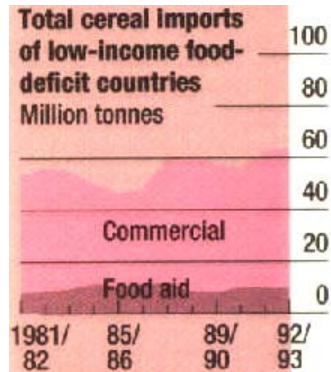 Total cereal imports
of low-income food-
deficit countries
Million tonnes
100
80
60
40
Commercial
20
Food aid
0
1981/ 85/ 89/ 92/
82 86 90 93